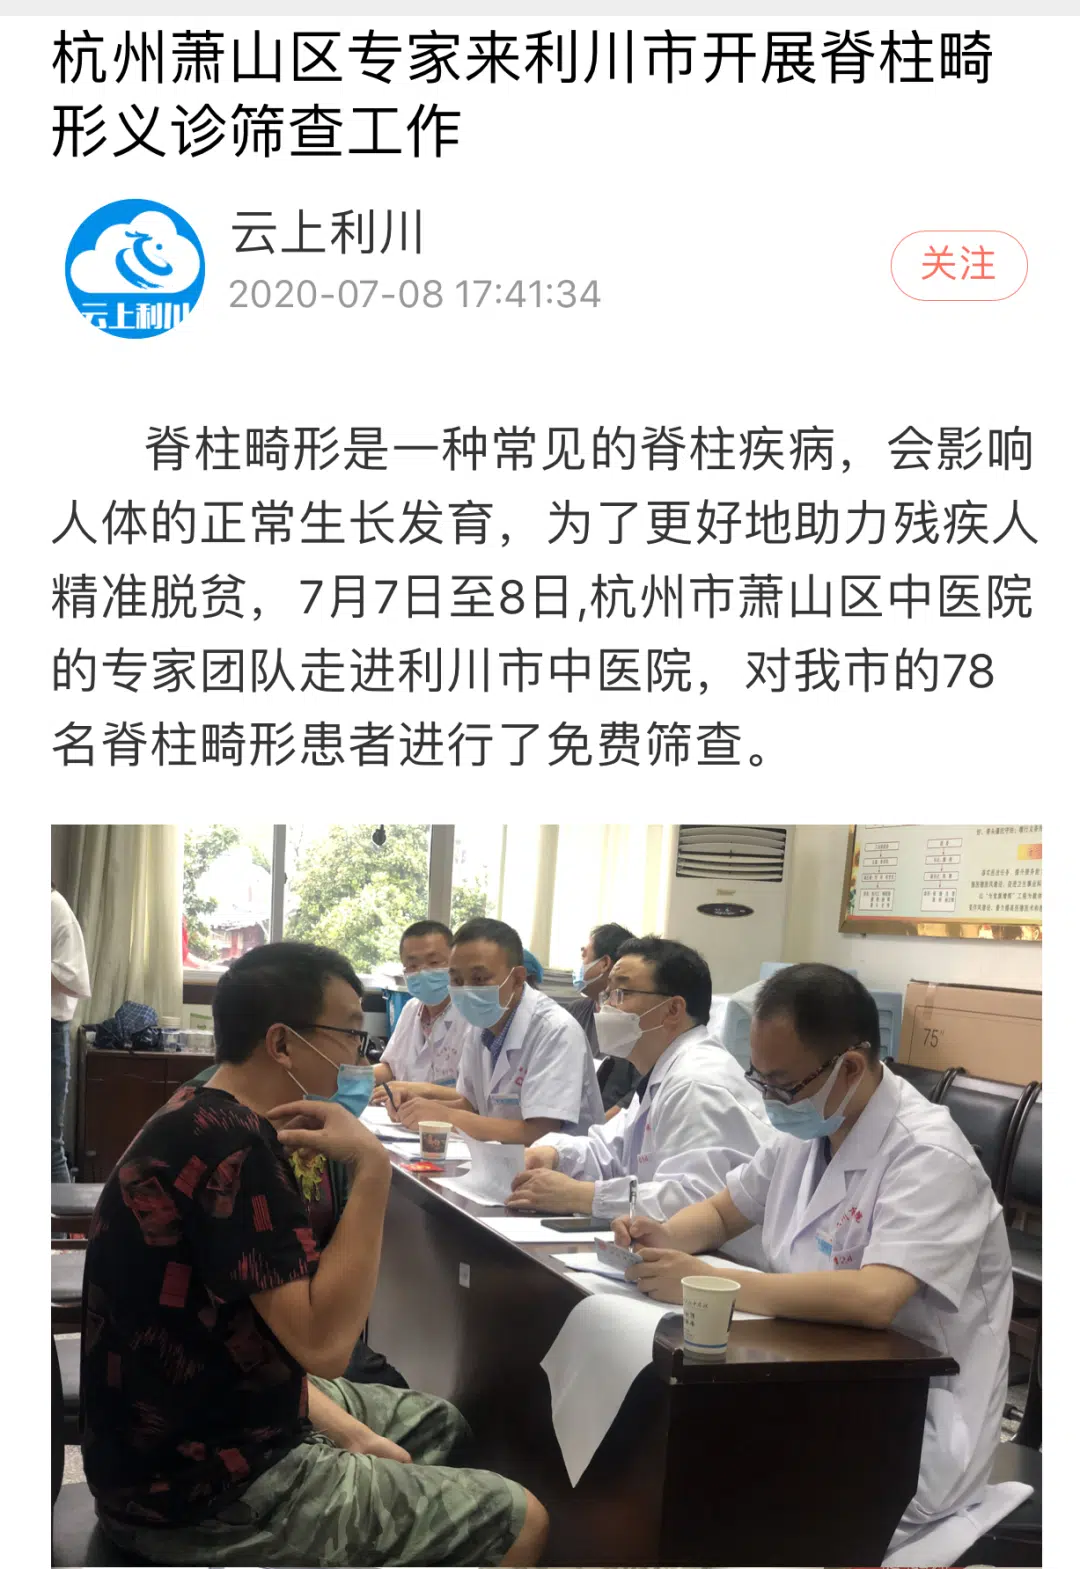 杭州萧山区专家来利川市开展脊柱畸
形义诊筛查工作
云上利川
2020-07-08 17:41:34
关注
云上利川
脊柱畸形是一种常见的脊柱疾病，会影响
人体的正常生长发育，为了更好地助力残疾人
精准脱贫，7月7日至8日,杭州市萧山区中医院
的专家团队走进利川市中医院，对我市的78
名脊柱畸形患者进行了免费筛查。
75"